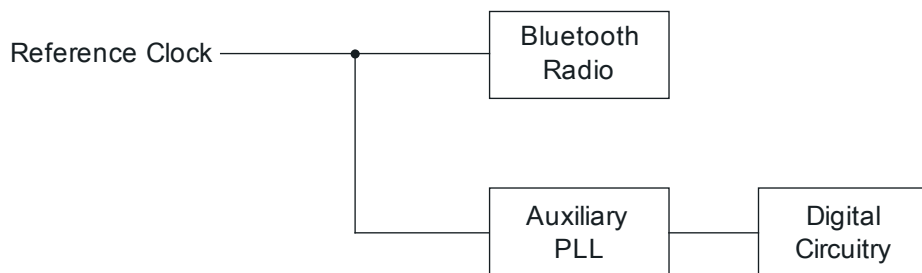 Reference Clock
Bluetooth
Radio
Auxiliary
PLL
Digital
Circuitry